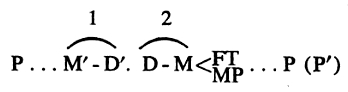 1 2
P ... M′-D′. D-M<FT MP ... P (P′)